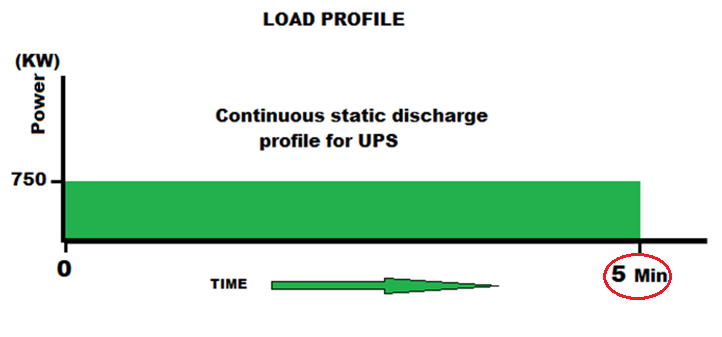 LOAD PROFILE
(KW)
Power
Continuous static discharge
profile for UPS
750
0
5 Min
TIME